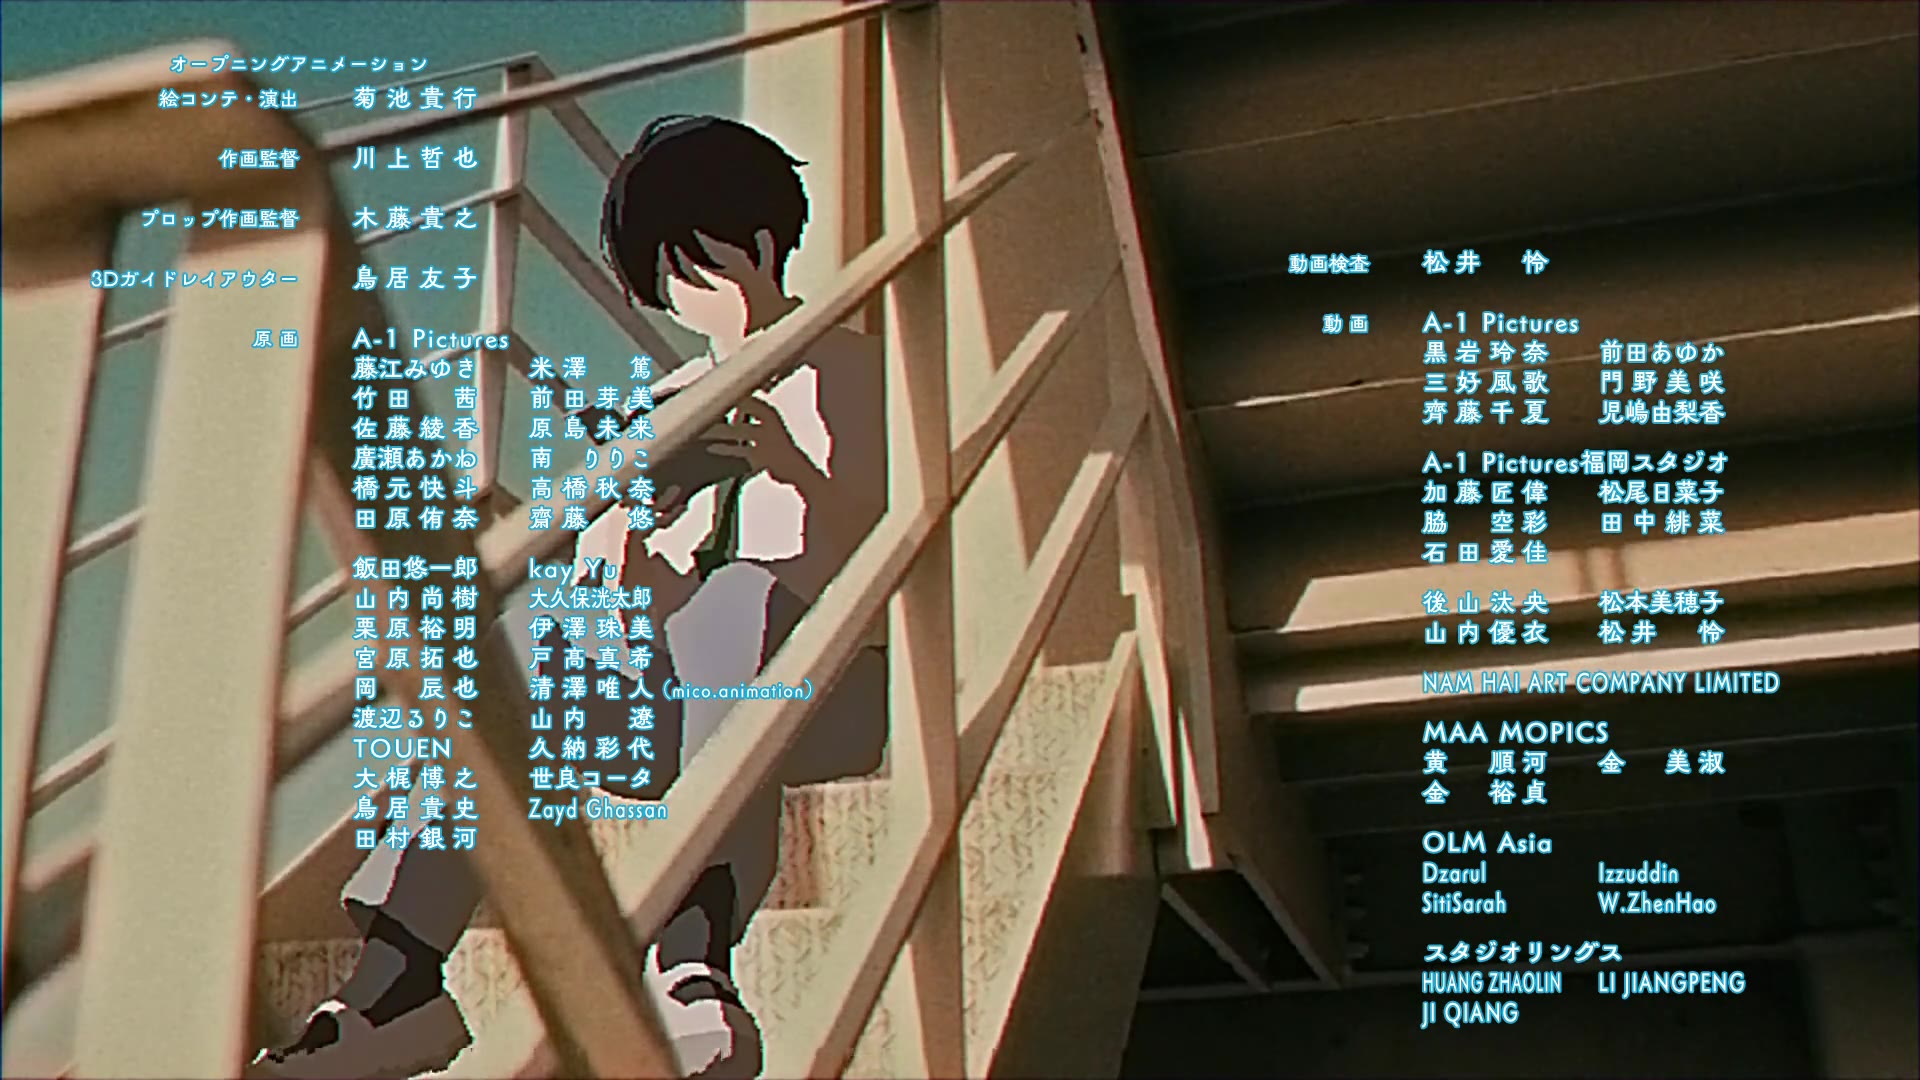 オープニングアニメーション
絵コンテ・演出 菊池貴行
作画監督 川上哲也
プロップ作画監督 木藤貴之
3Dガイドレイアウター 鳥居友子
原画 A-1 Pictures
藤江みゆき 米澤 篤
竹田 茜 前田芽美
佐藤綾香 原島未来
廣瀬あかね 南 りりこ
橋元快斗 高橋秋奈
田原侑奈 齋藤 悠
飯田悠一郎 kay Yu
山内尚樹 大久保洸太郎
栗原裕明 伊澤珠美
宮原拓也 戸髙真希
岡 辰也 清澤唯人(mico.animation)
渡辺るりこ 山内 遼
TOUEN 久納彩代
大梶博之 世良コータ
鳥居貴史 Zayd Ghassan
田村銀河
動画検査 松井 怜
動画 A-1 Pictures
黒岩玲奈 前田あゆか
三好風歌 門野美咲
齊藤千夏 児嶋由梨香
A-1 Pictures福岡スタジオ
加藤匠偉 松尾日菜子
脇 空彩 田中緋菜
石田愛佳
後山汰央 松本美穂子
山内優衣 松井 怜
NAM HAI ART COMPANY LIMITED
MAA MOPICS
黄 順河 金 美淑
金 裕貞
OLM Asia
Dzarul Izzuddin
SitiSarah W.ZhenHao
スタジオリングス
HUANG ZHAOLIN LI JIANGPENG
JI QIANG